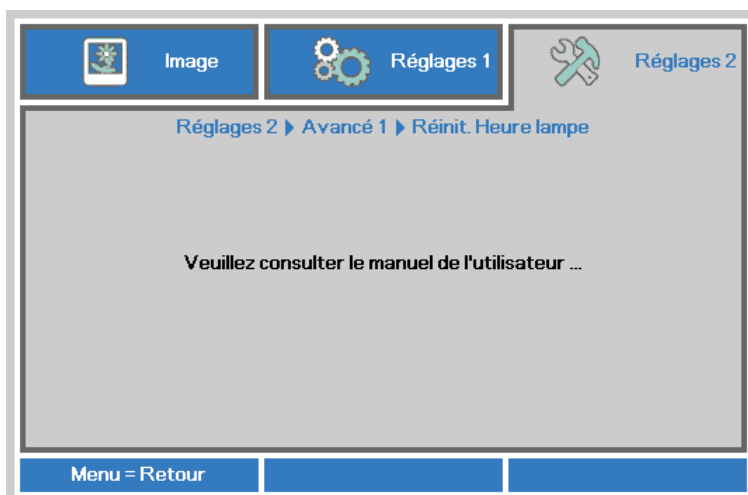 Image
Réglages 1
Réglages 2
Réglages 2 ▶ Avancé 1 ▶ Réinit. Heure lampe
Veuillez consulter le manuel de l'utilisateur ...
Menu = Retour